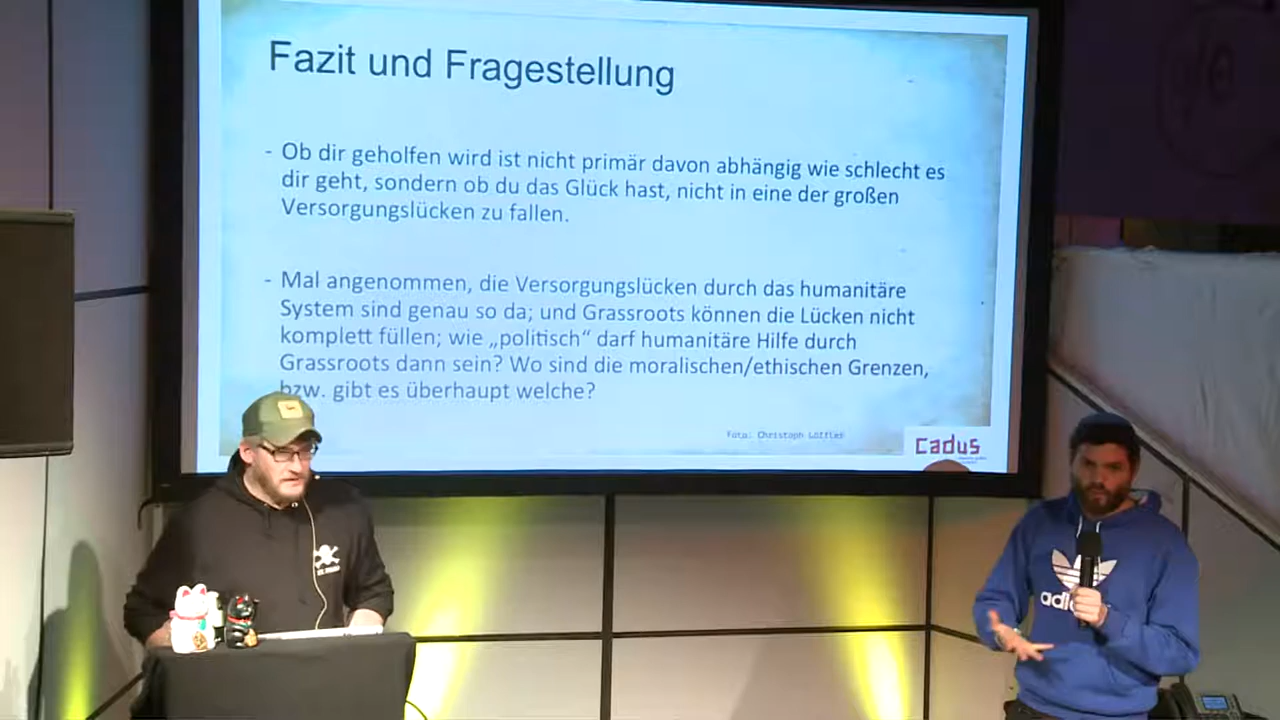 Fazit und Fragestellung
- Ob dir geholfen wird ist nicht primär davon abhängig wie schlecht es
dir geht, sondern ob du das Glück hast, nicht in eine der großen
Versorgungslücken zu fallen.
- Mal angenommen, die Versorgungslücken durch das humanitäre
System sind genau so da; und Grassroots können die Lücken nicht
komplett füllen; wie „politisch“ darf humanitäre Hilfe durch
Grassroots dann sein? Wo sind die moralischen/ethischen Grenzen,
bzw. gibt es überhaupt welche?
Foto: Christoph Löffler
cadus
adi